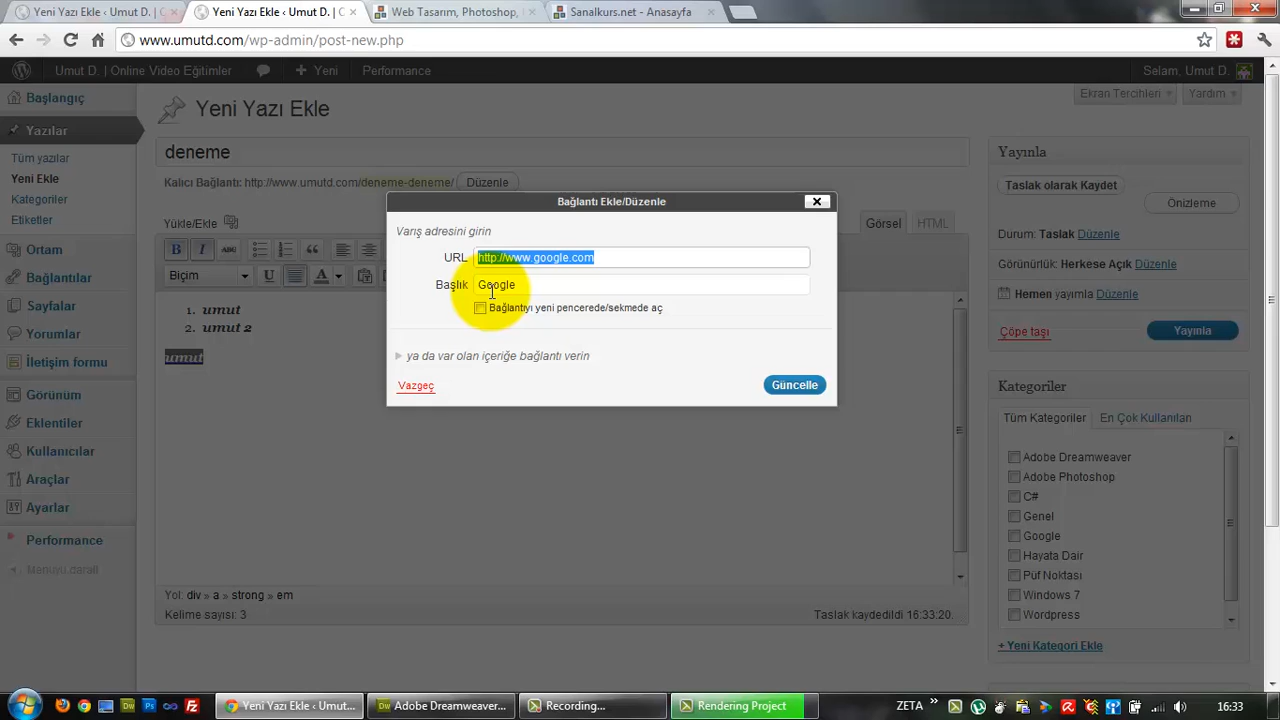 Yeni Yazı Ekle ‹ Umut D. | C
Yeni Yazı Ekle ‹ Umut D. | C
Web Tasarım, Photoshop, 
Sanalkurs.net - Anasayfa
www.umutd.com/wp-admin/post-new.php
Umut D. | Online Video Eğitimler
Yeni
Performance
Selam, Umut D.
Başlangıç
Yazılar
Tüm yazılar
Yeni Ekle
Kategoriler
Etiketler
Ortam
Bağlantılar
Sayfalar
Yorumlar
İletişim formu
Görünüm
Eklentiler
Kullanıcılar
Araçlar
Ayarlar
Performance
Menüyü daralt
Yeni Yazı Ekle
Ekran Tercihleri
Yardım
deneme
Kalıcı Bağlantı: http://www.umutd.com/deneme-deneme/ Düzenle
Yükle/Ekle
Görsel
HTML
B I ABC
Biçim
U A
1. umut
2. umut 2
umut
Yol: div » a » strong » em
Kelime sayısı: 3
Taslak kaydedildi 16:33:20.
Bağlantı Ekle/Düzenle
Varış adresini girin
URL http://www.google.com
Başlık Google
Bağlantıyı yeni pencerede/sekmede aç
ya da var olan içeriğe bağlantı verin
Vazgeç
Güncelle
Yayınla
Taslak olarak Kaydet
Önizleme
Durum: Taslak Düzenle
Görünürlük: Herkese Açık Düzenle
Hemen yayımla Düzenle
Çöpe taşı
Yayınla
Kategoriler
Tüm Kategoriler
En Çok Kullanılan
Adobe Dreamweaver
Adobe Photoshop
C#
Genel
Google
Hayata Dair
Püf Noktası
Windows 7
Wordpress
+ Yeni Kategori Ekle
Yeni Yazı Ekle ‹ Umut...
Adobe Dreamweaver...
Recording...
Rendering Project
ZETA
16:33